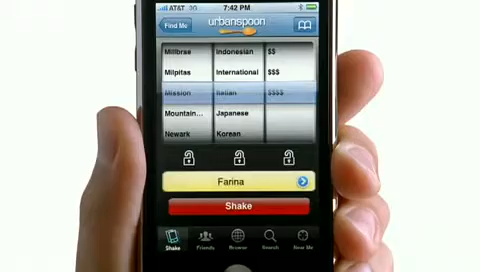 AT&T 3G 7:42 PM
Find Me urbanspoon
Millbrae Indonesian $$
Milpitas International $$$
Mission Italian $$$$
Mountain... Japanese
Newark Korean
Farina
Shake
Shake Friends Browse Search Near Me